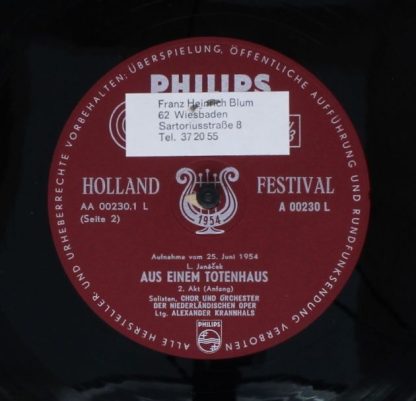 ALLE HERSTELLER- UND URHEBERRECHTE VORBEHALTEN: ÜBERSPIELUNG, ÖFFENTLICHE AUFFÜHRUNG UND RUNDFUNKSENDUNG VERBOTEN
PHILIPS
Franz Heinrich Blum
62 Wiesbaden
Sartoriusstraße 8
Tel. 37 20 55
HOLLAND FESTIVAL
AA 00230.1 L A 00230 L
(Seite 2)
1954
Aufnahme vom 25. Juni 1954
L. Janáček
AUS EINEM TOTENHAUS
2. Akt (Anfang)
Solisten, CHOR UND ORCHESTER
DER NIEDERLÄNDISCHEN OPER
Ltg. ALEXANDER KRANNHALS
PHILIPS